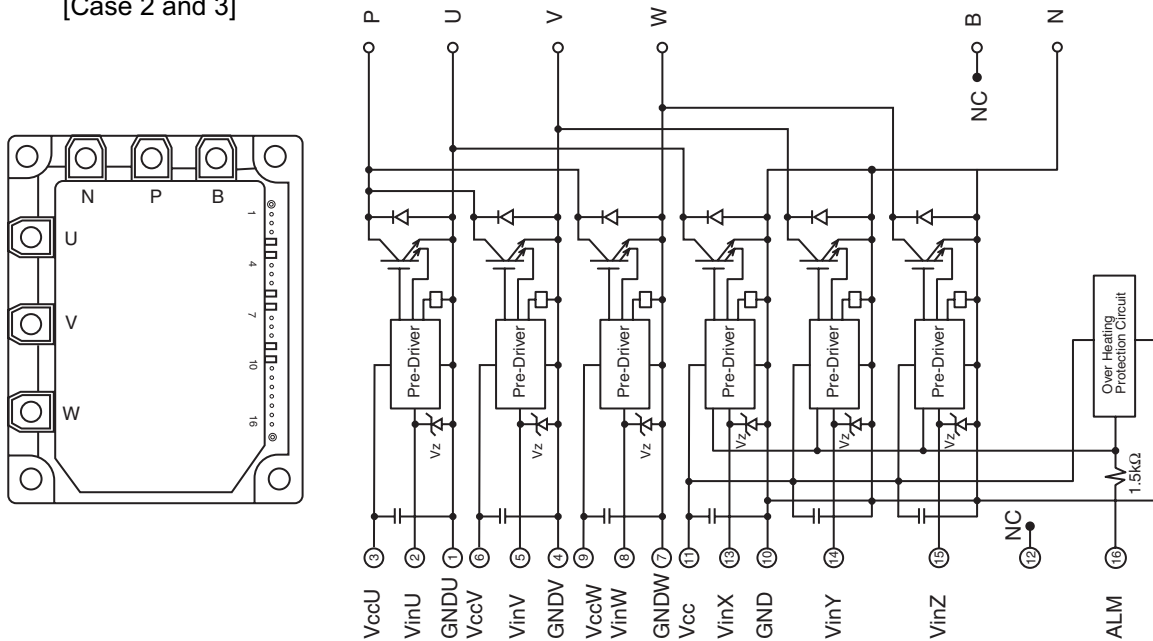 [Case 2 and 3]
P
U
V
W
B
N
NC
N
P
B
U
V
W
1
4
7
10
16
Pre-Driver
Pre-Driver
Pre-Driver
Pre-Driver
Pre-Driver
Pre-Driver
Over Heating
Protection Circuit
Vz
Vz
Vz
Vz
Vz
Vz
1.5kΩ
NC
3
2
1
6
5
4
9
8
7
11
13
10
14
15
12
16
VccU
VinU
GNDU
VccV
VinV
GNDV
VccW
VinW
GNDW
Vcc
VinX
GND
VinY
VinZ
ALM